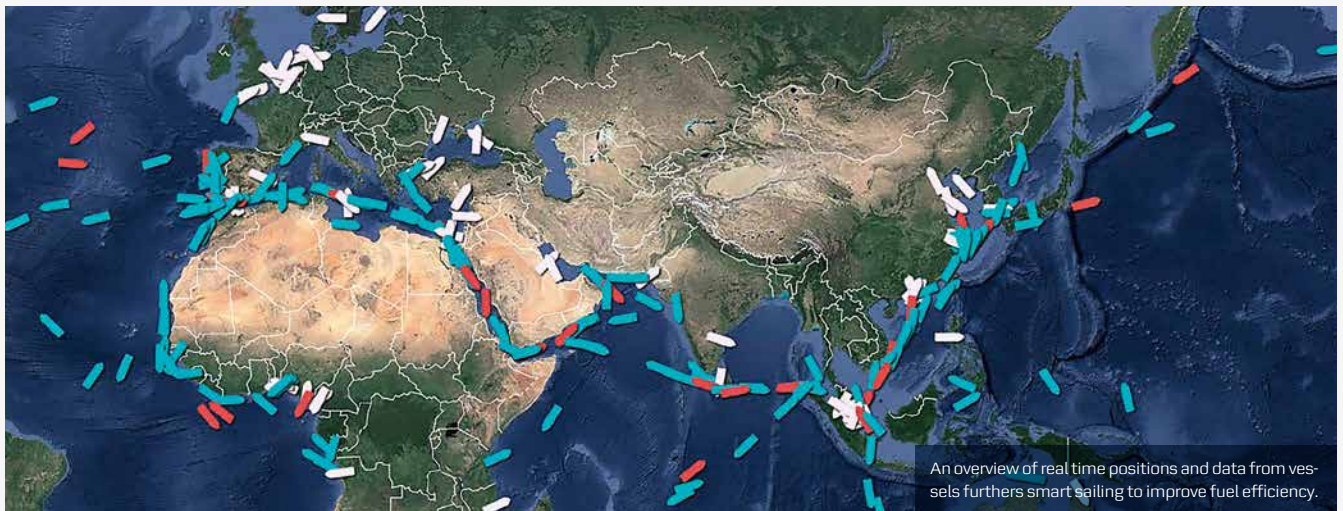 An overview of real time positions and data from ves-
sels furthers smart sailing to improve fuel efficiency.